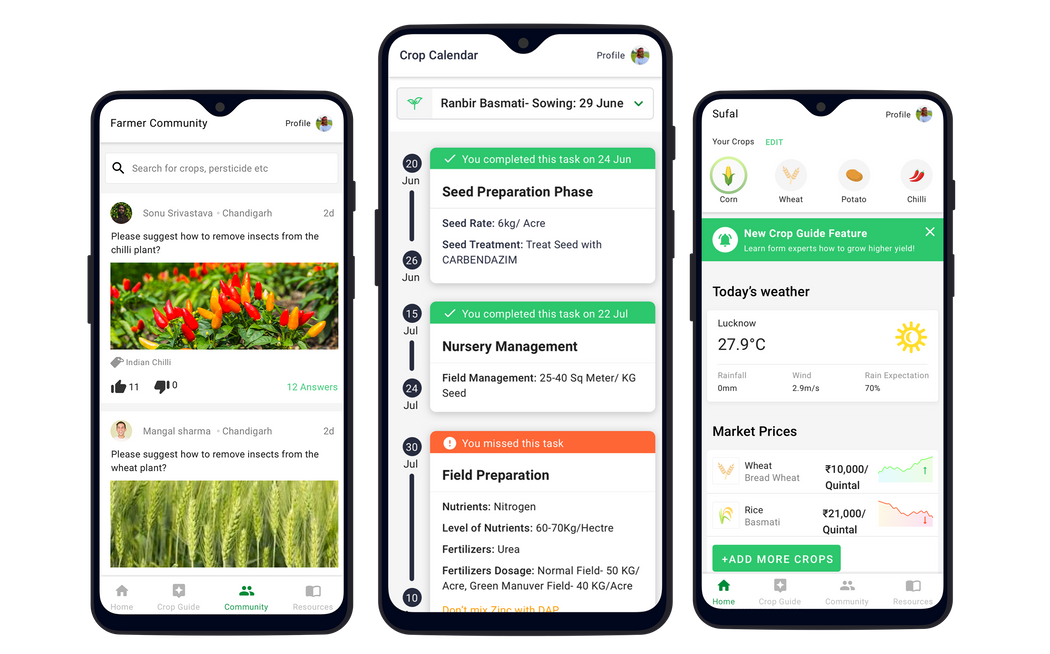 Farmer Community
Profile
Search for crops, persticide etc
Sonu Srivastava • Chandigarh 2d
Please suggest how to remove insects from the
chilli plant?
Indian Chilli
11 0 12 Answers
Mangal sharma • Chandigarh 2d
Please suggest how to remove insects from the
wheat plant?
Home Crop Guide Community Resources
Crop Calendar
Profile
Ranbir Basmati- Sowing: 29 June
20
Jun
26
Jun
You completed this task on 24 Jun
Seed Preparation Phase
Seed Rate: 6kg/ Acre
Seed Treatment: Treat Seed with
CARBENDAZIM
15
Jul
24
Jul
You completed this task on 22 Jul
Nursery Management
Field Management: 25-40 Sq Meter/ KG
Seed
30
Jul
10
You missed this task
Field Preparation
Nutrients: Nitrogen
Level of Nutrients: 60-70Kg/Hectre
Fertilizers: Urea
Fertilizers Dosage: Normal Field- 50 KG/
Acre, Green Manuver Field- 40 KG/Acre
Don't mix Zinc with DAP
Sufal
Profile
Your Crops EDIT
Corn Wheat Potato Chilli
New Crop Guide Feature
Learn form experts how to grow higher yield!
Today's weather
Lucknow
27.9°C
Rainfall Wind Rain Expectation
0mm 2.9m/s 70%
Market Prices
Wheat
Bread Wheat
₹10,000/
Quintal
Rice
Basmati
₹21,000/
Quintal
+ADD MORE CROPS
Home Crop Guide Community Resources